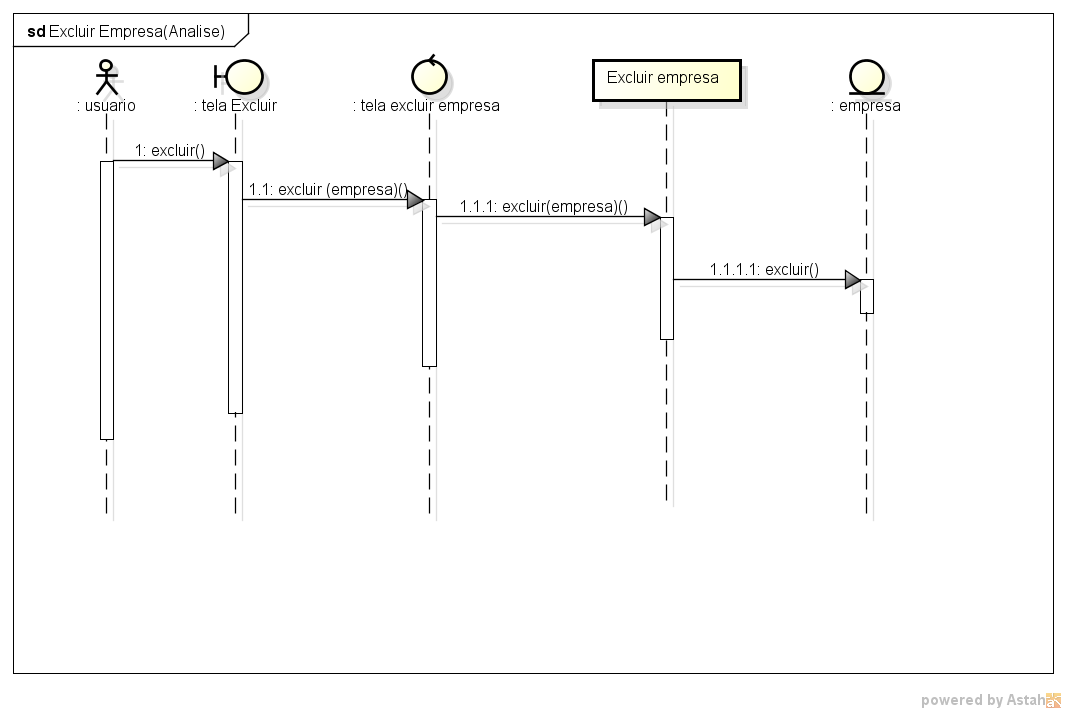 sd Excluir Empresa(Analise)
: usuario
: tela Excluir
: tela excluir empresa
Excluir empresa
: empresa
1: excluir()
1.1: excluir (empresa)()
1.1.1: excluir(empresa)()
1.1.1.1: excluir()
powered by Astah